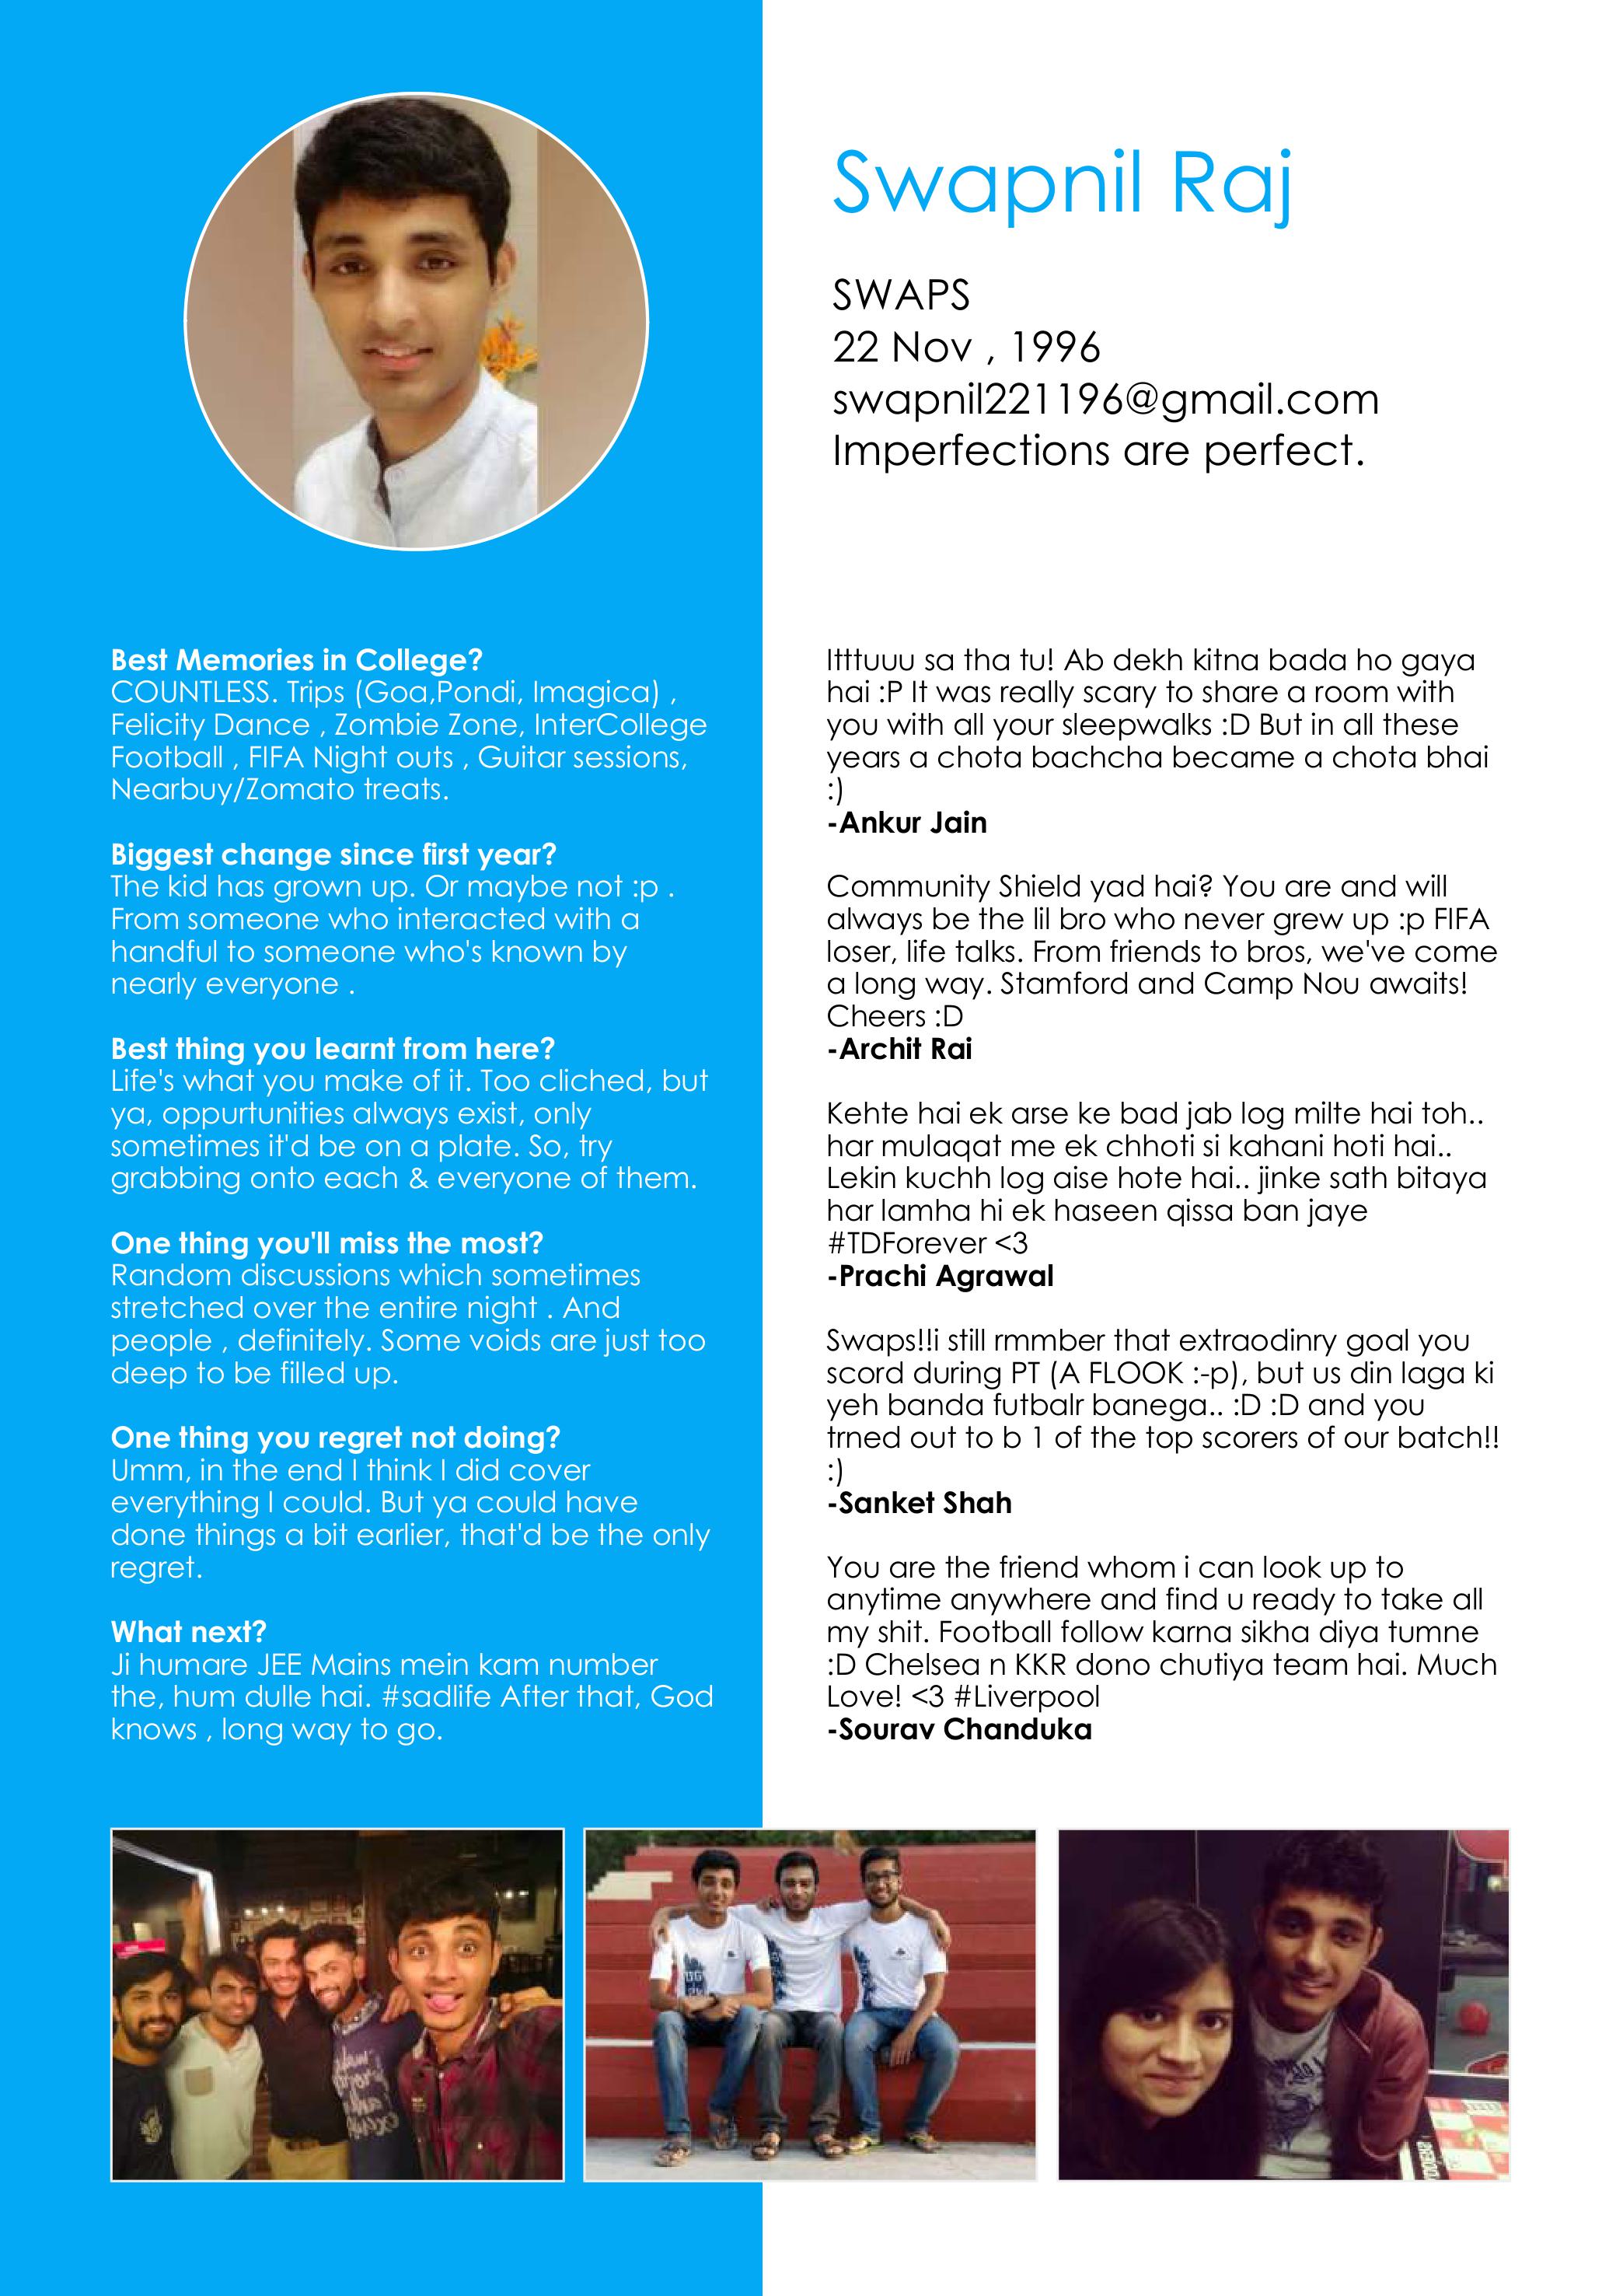 Swapnil Raj
SWAPS
22 Nov , 1996
swapnil221196@gmail.com
Imperfections are perfect.
Best Memories in College?
COUNTLESS. Trips (Goa,Pondi, Imagica) ,
Felicity Dance , Zombie Zone, InterCollege
Football , FIFA Night outs , Guitar sessions,
Nearbuy/Zomato treats.
Biggest change since first year?
The kid has grown up. Or maybe not :p .
From someone who interacted with a
handful to someone who's known by
nearly everyone .
Best thing you learnt from here?
Life's what you make of it. Too cliched, but
ya, oppurtunities always exist, only
sometimes it'd be on a plate. So, try
grabbing onto each & everyone of them.
One thing you'll miss the most?
Random discussions which sometimes
stretched over the entire night . And
people , definitely. Some voids are just too
deep to be filled up.
One thing you regret not doing?
Umm, in the end I think I did cover
everything I could. But ya could have
done things a bit earlier, that'd be the only
regret.
What next?
Ji humare JEE Mains mein kam number
the, hum dulle hai. #sadlife After that, God
knows , long way to go.
Itttuuu sa tha tu! Ab dekh kitna bada ho gaya
hai :P It was really scary to share a room with
you with all your sleepwalks :D But in all these
years a chota bachcha became a chota bhai
:)
-Ankur Jain
Community Shield yad hai? You are and will
always be the lil bro who never grew up :p FIFA
loser, life talks. From friends to bros, we've come
a long way. Stamford and Camp Nou awaits!
Cheers :D
-Archit Rai
Kehte hai ek arse ke bad jab log milte hai toh..
har mulaqat me ek chhoti si kahani hoti hai..
Lekin kuchh log aise hote hai.. jinke sath bitaya
har lamha hi ek haseen qissa ban jaye
#TDForever <3
-Prachi Agrawal
Swaps!!i still rmmber that extraodinry goal you
scord during PT (A FLOOK :-p), but us din laga ki
yeh banda futbalr banega.. :D :D and you
trned out to b 1 of the top scorers of our batch!!
:)
-Sanket Shah
You are the friend whom i can look up to
anytime anywhere and find u ready to take all
my shit. Football follow karna sikha diya tumne
:D Chelsea n KKR dono chutiya team hai. Much
Love! <3 #Liverpool
-Sourav Chanduka